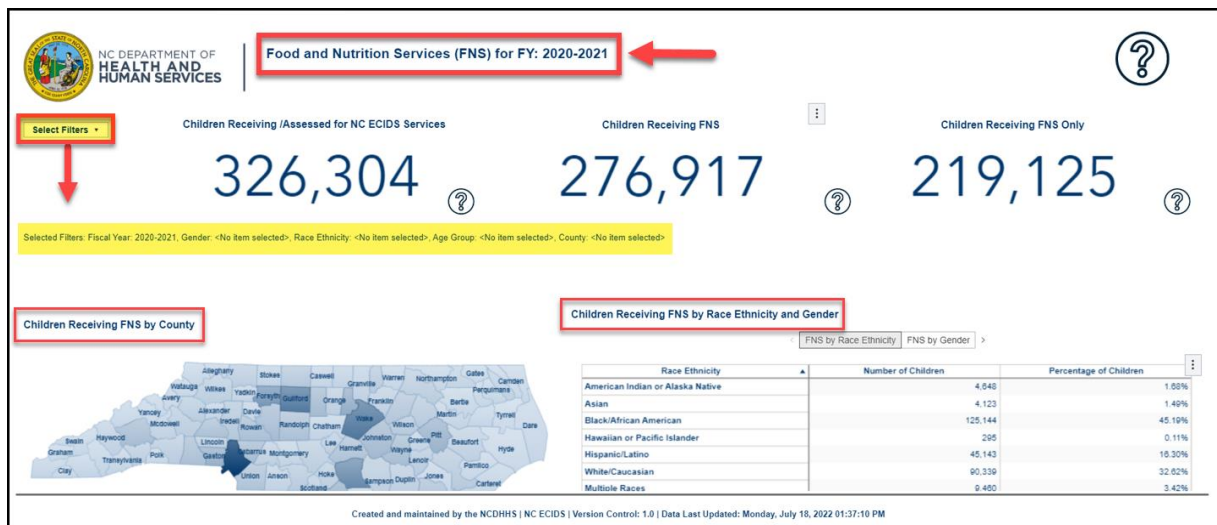 NC DEPARTMENT OF
HEALTH AND
HUMAN SERVICES
Food and Nutrition Services (FNS) for FY: 2020-2021
?
Select Filters
Children Receiving /Assessed for NC ECIDS Services
Children Receiving FNS
Children Receiving FNS Only
326,304
?
276,917
?
219,125
?
Selected Filters: Fiscal Year: 2020-2021, Gender: <No item selected>, Race Ethnicity: <No item selected>, Age Group: <No item selected>, County: <No item selected>
Children Receiving FNS by County
Alleghany Stokes Caswell Granville Warren Northampton Gates Camden
Watauga Wilkes Yadkin Forsyth Guilford Orange Franklin Bertie Perquimans
Avery Alexander Davie Wake Martin Tyrrell
Yancey Mcdowell Iredell Rowan Randolph Chatham Wilson Dare
Swain Haywood Lincoln Lee Johnston Greene Pitt Beaufort
Graham Transylvania Polk Gaston Cabarrus Montgomery Harnett Wayne Lenoir Hyde
Clay Union Anson Hoke Sampson Duplin Jones Pamlico
Scotland Carteret
Children Receiving FNS by Race Ethnicity and Gender
FNS by Race Ethnicity FNS by Gender
Race Ethnicity Number of Children Percentage of Children
American Indian or Alaska Native 4,648 1.68%
Asian 4,123 1.49%
Black/African American 125,144 45.19%
Hawaiian or Pacific Islander 295 0.11%
Hispanic/Latino 45,143 16.30%
White/Caucasian 90,339 32.62%
Multiple Races 9,460 3.42%
Created and maintained by the NCDHHS | NC ECIDS | Version Control: 1.0 | Data Last Updated: Monday, July 18, 2022 01:37:10 PM